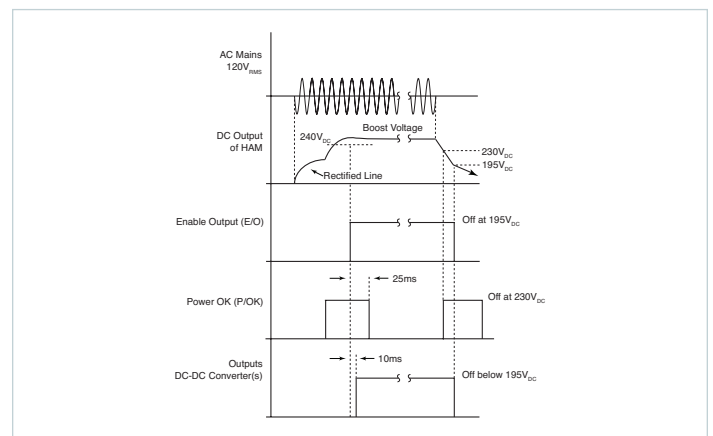 AC Mains
120VRMS
DC Output
of HAM
240VDC
Boost Voltage
230VDC
195VDC
Rectified Line
Enable Output (E/O)
Off at 195VDC
25ms
Power OK (P/OK)
Off at 230VDC
Outputs
DC-DC Converter(s)
10ms
Off below 195VDC